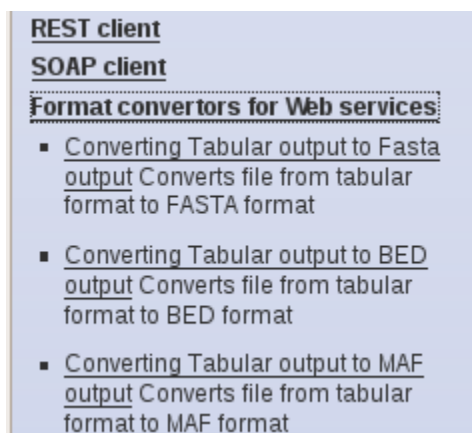 REST client
SOAP client
Format convertors for Web services
Converting Tabular output to Fasta
output Converts file from tabular
format to FASTA format
Converting Tabular output to BED
output Converts file from tabular
format to BED format
Converting Tabular output to MAF
output Converts file from tabular
format to MAF format